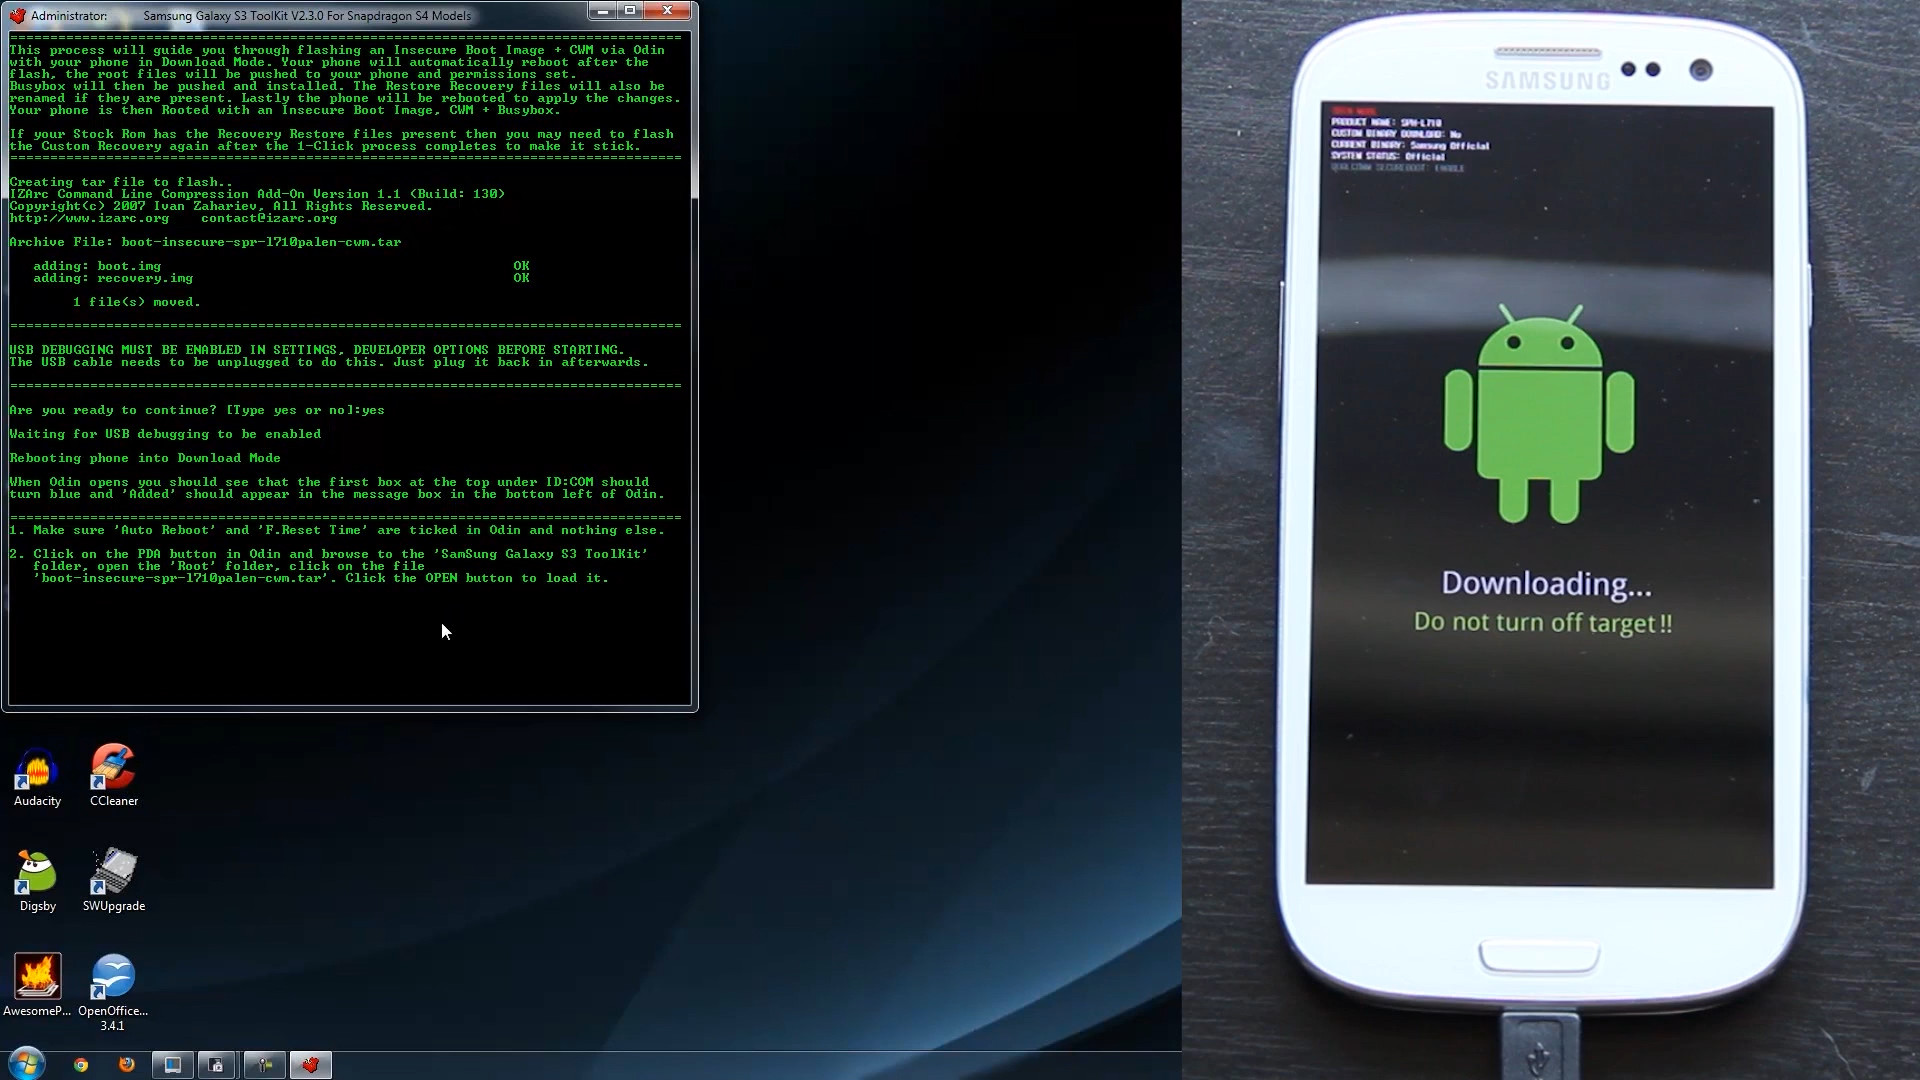 Administrator: Samsung Galaxy S3 ToolKit V2.3.0 For Snapdragon S4 Models
This process will guide you through flashing an Insecure Boot Image + CWM via Odin
with your phone in Download Mode. Your phone will automatically reboot after the
flash, the root files will be pushed to your phone and permissions set.
Busybox will then be pushed and installed. The Restore Recovery files will also be
renamed if they are present. Lastly the phone will be rebooted to apply the changes.
Your phone is then Rooted with an Insecure Boot Image, CWM + Busybox.
If your Stock Rom has the Recovery Restore files present then you may need to flash
the Custom Recovery again after the 1-Click process completes to make it stick.
Creating tar file to flash..
IZArc Command Line Compression Add-On Version 1.1 (Build: 130)
Copyright(c) 2007 Ivan Zahariev, All Rights Reserved.
http://www.izarc.org contact@izarc.org
Archive File: boot-insecure-spr-l710palen-cwm.tar
adding: boot.img OK
adding: recovery.img OK
1 file(s) moved.
USB DEBUGGING MUST BE ENABLED IN SETTINGS, DEVELOPER OPTIONS BEFORE STARTING.
The USB cable needs to be unplugged to do this. Just plug it back in afterwards.
Are you ready to continue? [Type yes or no]:yes
Waiting for USB debugging to be enabled
Rebooting phone into Download Mode
When Odin opens you should see that the first box at the top under ID:COM should
turn blue and 'Added' should appear in the message box in the bottom left of Odin.
1. Make sure 'Auto Reboot' and 'F.Reset Time' are ticked in Odin and nothing else.
2. Click on the PDA button in Odin and browse to the 'SamSung Galaxy S3 ToolKit'
folder, open the 'Root' folder, click on the file
'boot-insecure-spr-l710palen-cwm.tar'. Click the OPEN button to load it.
Audacity
CCleaner
Digsby
SWUpgrade
AwesomeP...
OpenOffice...
3.4.1
SAMSUNG
ODIN MODE
PRODUCT NAME: SPH-L710
CUSTOM BINARY DOWNLOAD: No
CURRENT BINARY: Samsung Official
SYSTEM STATUS: Official
QUALCOMM SECUREBOOT: ENABLE
Downloading...
Do not turn off target!!